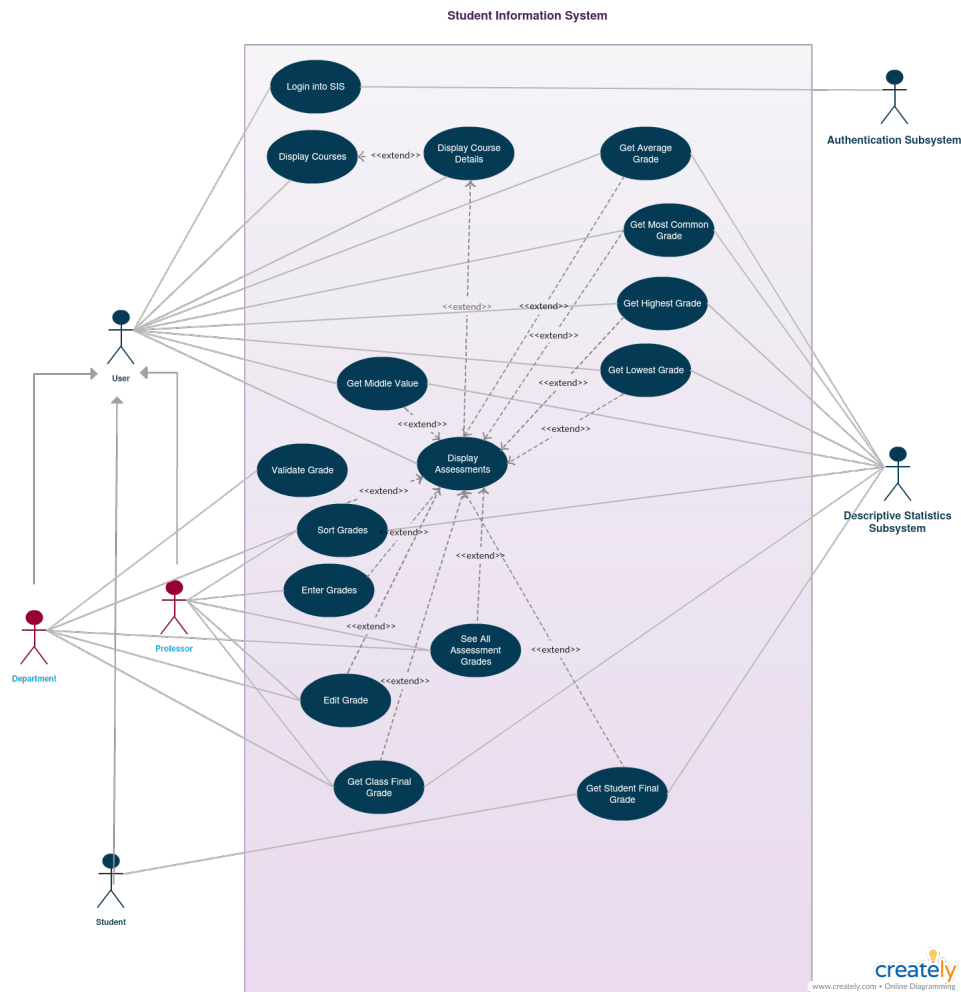 Student Information System
Login into SIS
Authentication Subsystem
Display Courses
<<extend>>
Display Course
Details
Get Average
Grade
Get Most Common
Grade
<<extend>>
<<extend>>
Get Highest Grade
<<extend>>
User
Get Middle Value
<<extend>>
Get Lowest Grade
<<extend>>
<<extend>>
Display
Assessments
Validate Grade
<<extend>>
Descriptive Statistics
Subsystem
Sort Grades
<<extend>>
<<extend>>
Enter Grades
<<extend>>
Professor
Department
See All
Assessment
Grades
<<extend>>
<<extend>>
Edit Grade
Get Class Final
Grade
Get Student Final
Grade
Student
creately
www.creately.com • Online Diagramming